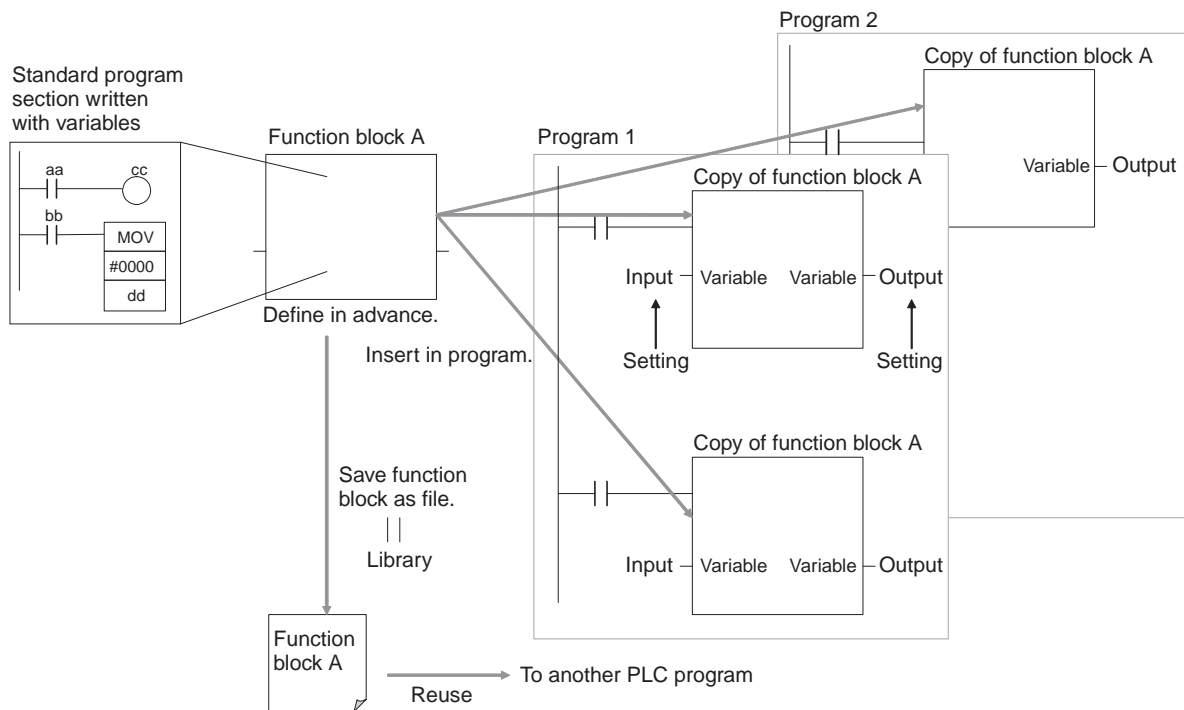 Program 2
Copy of function block A
Variable
Output
Standard program
section written
with variables
aa
cc
bb
MOV
#0000
dd
Function block A
Define in advance.
Insert in program.
Program 1
Copy of function block A
Input
Variable
Variable
Output
Setting
Setting
Copy of function block A
Input
Variable
Variable
Output
Save function
block as file.
Library
Function
block A
Reuse
To another PLC program